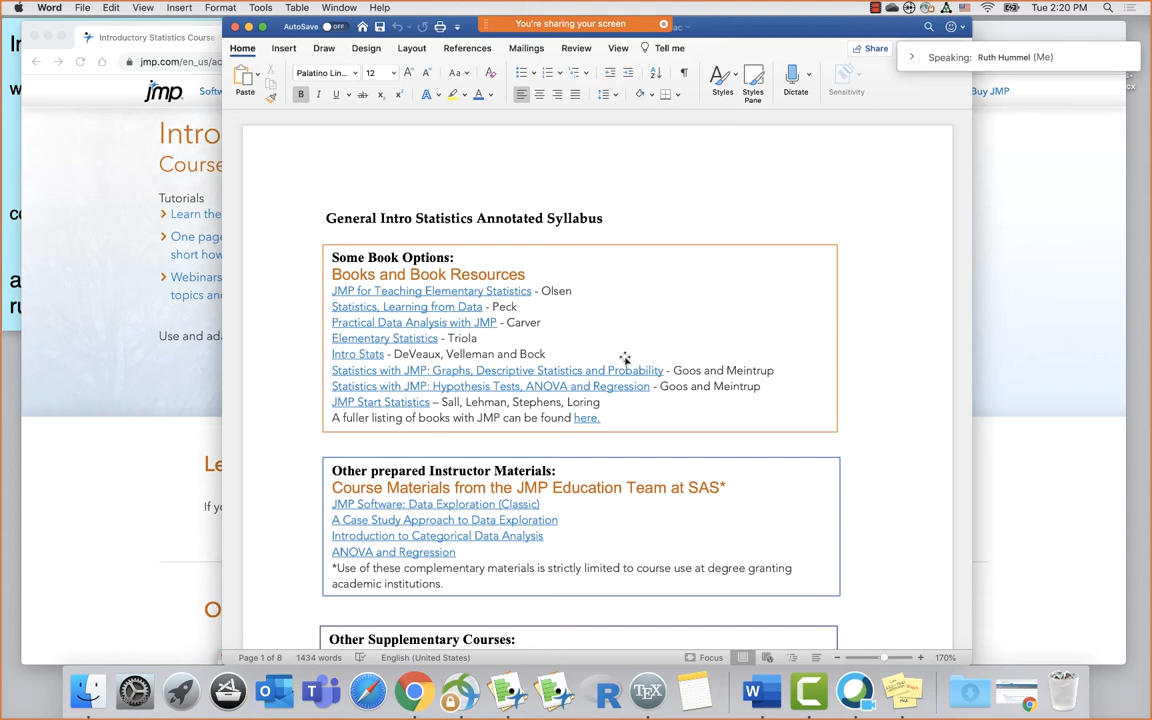 Word File Edit View Insert Format Tools Table Window Help
Tue 2:20 PM
AutoSave OFF
You're sharing your screen
Introductory Statistics Course
Home Insert Draw Design Layout References Mailings Review View Tell me
Share
Speaking: Ruth Hummel (Me)
jmp.com/en_us/ac
Palatino Lin... 12
Paste
Styles
Styles Pane
Dictate
Sensitivity
jmp Softw
Buy JMP
Intro
Course
Tutorials
Learn the
One page
short how
Webinars
topics and
Use and ada
General Intro Statistics Annotated Syllabus
Some Book Options:
Books and Book Resources
JMP for Teaching Elementary Statistics - Olsen
Statistics, Learning from Data - Peck
Practical Data Analysis with JMP - Carver
Elementary Statistics - Triola
Intro Stats - DeVeaux, Velleman and Bock
Statistics with JMP: Graphs, Descriptive Statistics and Probability - Goos and Meintrup
Statistics with JMP: Hypothesis Tests, ANOVA and Regression - Goos and Meintrup
JMP Start Statistics – Sall, Lehman, Stephens, Loring
A fuller listing of books with JMP can be found here.
Other prepared Instructor Materials:
Course Materials from the JMP Education Team at SAS*
JMP Software: Data Exploration (Classic)
A Case Study Approach to Data Exploration
Introduction to Categorical Data Analysis
ANOVA and Regression
*Use of these complementary materials is strictly limited to course use at degree granting
academic institutions.
Le
If y
O
Other Supplementary Courses:
Page 1 of 8 1434 words English (United States) Focus 170%